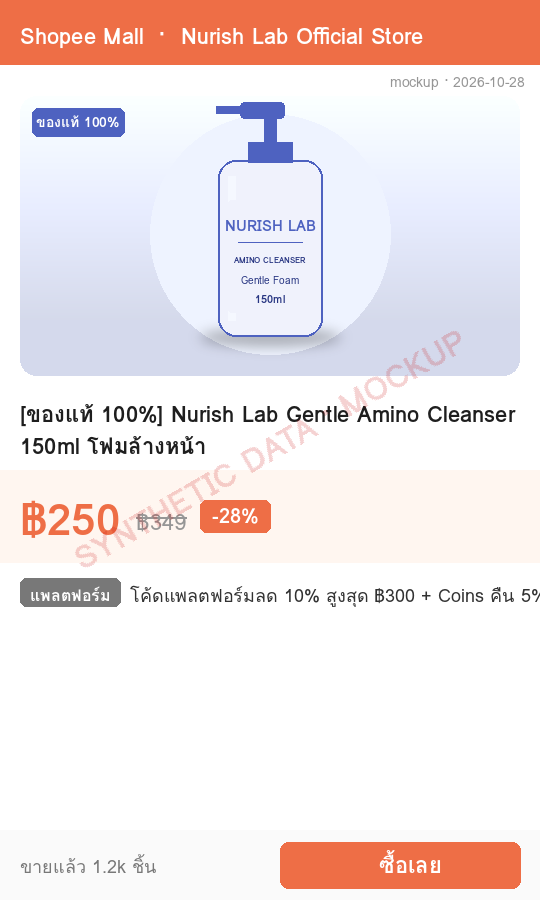 Shopee Mall · Nurish Lab Official Store
mockup · 2026-10-28
ของแท้ 100%
NURISH LAB
AMINO CLEANSER
Gentle Foam
150ml
[ของแท้ 100%] Nurish Lab Gentle Amino Cleanser
150ml โฟมล้างหน้า
฿250 ฿349 -28%
SYNTHETIC DATA · MOCKUP
แพลตฟอร์ม โค้ดแพลตฟอร์มลด 10% สูงสุด ฿300 + Coins คืน 5%
ขายแล้ว 1.2k ชิ้น ซื้อเลย